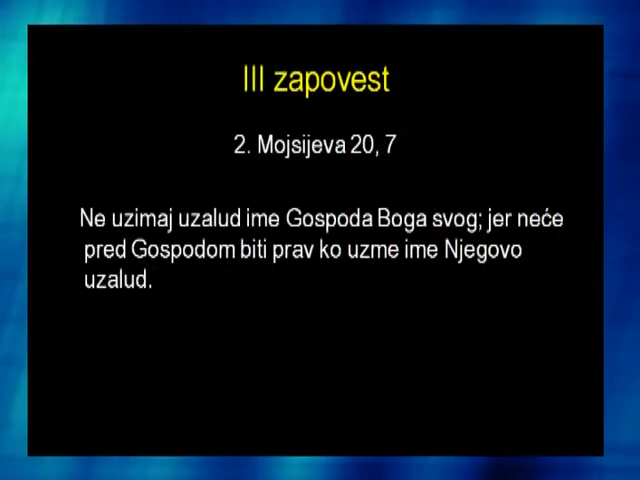 III zapovest
2. Mojsijeva 20, 7
Ne uzimaj uzalud ime Gospoda Boga svog; jer neće
pred Gospodom biti prav ko uzme ime Njegovo
uzalud.